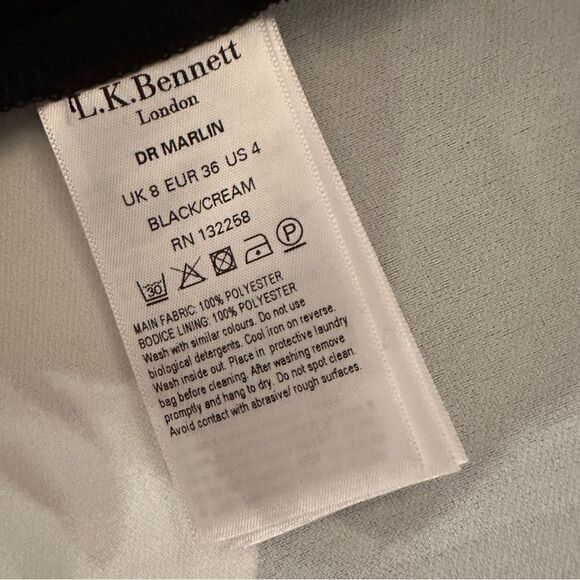 L.K.Bennett
London
DR MARLIN
UK 8 EUR 36 US 4
BLACK/CREAM
RN 132258
30 P
MAIN FABRIC: 100% POLYESTER
BODICE LINING: 100% POLYESTER
Wash with similar colours. Do not use
biological detergents. Cool iron on reverse.
Wash inside out. Place in protective laundry
bag before cleaning. After washing remove
promptly and hang to dry. Do not spot clean.
Avoid contact with abrasive/ rough surfaces.